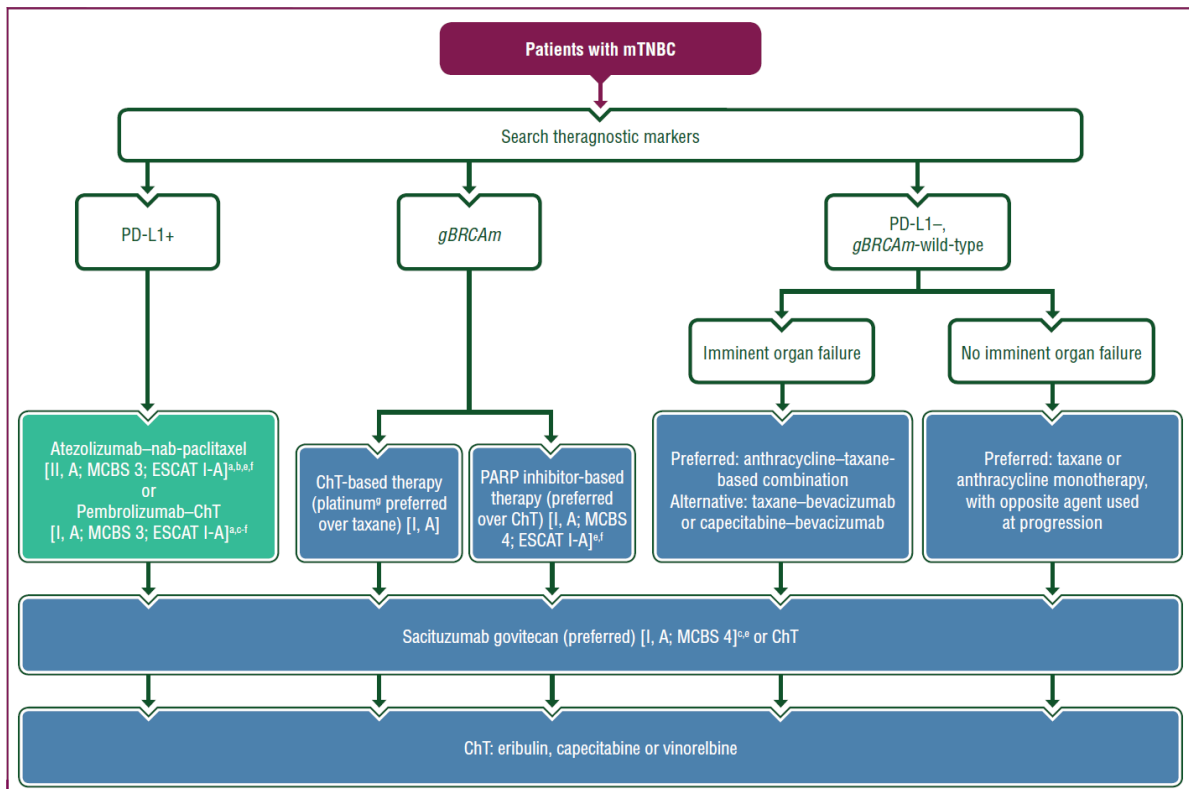 Patients with mTNBC
Search theragnostic markers
PD-L1+
gBRCAm
PD-L1–,
gBRCAm-wild-type
Imminent organ failure
No imminent organ failure
Atezolizumab–nab-paclitaxel
[II, A; MCBS 3; ESCAT I-A]a,b,e,f
or
Pembrolizumab–ChT
[I, A; MCBS 3; ESCAT I-A]a,c-f
ChT-based therapy
(platinumg preferred
over taxane) [I, A]
PARP inhibitor-based
therapy (preferred
over ChT) [I, A; MCBS
4; ESCAT I-A]e,f
Preferred: anthracycline–taxane-
based combination
Alternative: taxane–bevacizumab
or capecitabine–bevacizumab
Preferred: taxane or
anthracycline monotherapy,
with opposite agent used
at progression
Sacituzumab govitecan (preferred) [I, A; MCBS 4]c,e or ChT
ChT: eribulin, capecitabine or vinorelbine